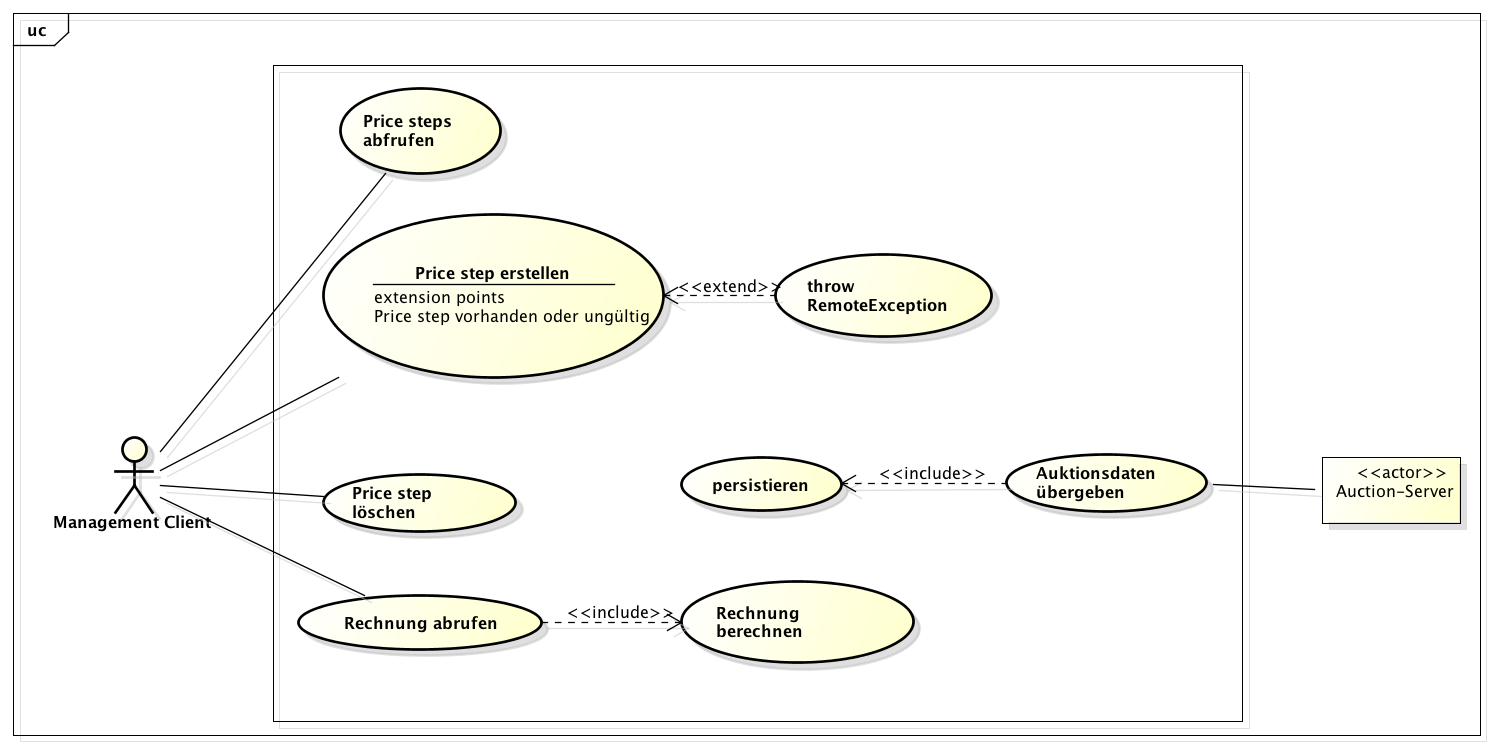 uc
Price steps
abfrufen
Price step erstellen
extension points
Price step vorhanden oder ungültig
<<extend>>
throw
RemoteException
Management Client
Price step
löschen
persistieren
<<include>>
Auktionsdaten
übergeben
<<actor>>
Auction-Server
Rechnung abrufen
<<include>>
Rechnung
berechnen